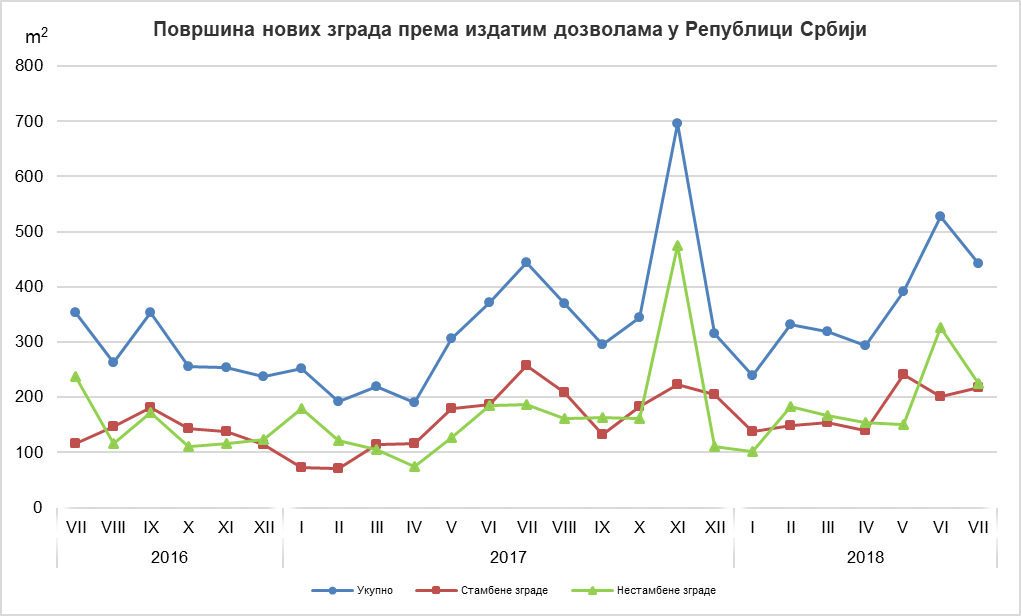 Површина нових зграда према издатим дозволама у Републици Србији
m²
800
700
600
500
400
300
200
100
0
VII VIII IX X XI XII I II III IV V VI VII VIII IX X XI XII I II III IV V VI VII
2016 2017 2018
Укупно Стамбене зграде Нестамбене зграде